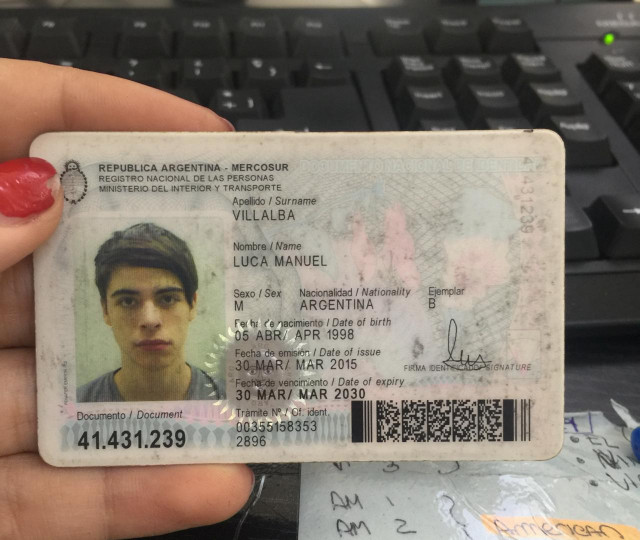 REPUBLICA ARGENTINA - MERCOSUR
REGISTRO NACIONAL DE LAS PERSONAS
MINISTERIO DEL INTERIOR Y TRANSPORTE
Apellido / Surname
VILLALBA
Nombre / Name
LUCA MANUEL
Sexo / Sex Nacionalidad / Nationality Ejemplar
M ARGENTINA B
Fecha de nacimiento / Date of birth
05 ABR/ APR 1998
Fecha de emisión / Date of issue
30 MAR/ MAR 2015
FIRMA IDENTIFICADO / SIGNATURE
Fecha de vencimiento / Date of expiry
30 MAR/ MAR 2030
Documento / Document
41.431.239
Trámite Nº / Of. ident.
00355158353
2896
EL
AM 1
AM 2
American